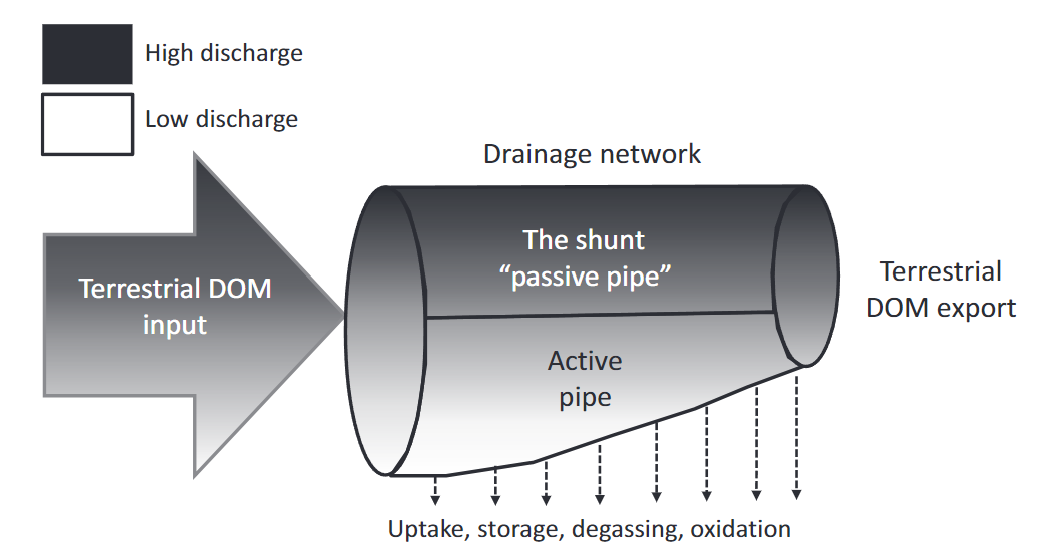 High discharge
Low discharge
Drainage network
The shunt
“passive pipe”
Terrestrial DOM
input
Terrestrial
DOM export
Active
pipe
Uptake, storage, degassing, oxidation